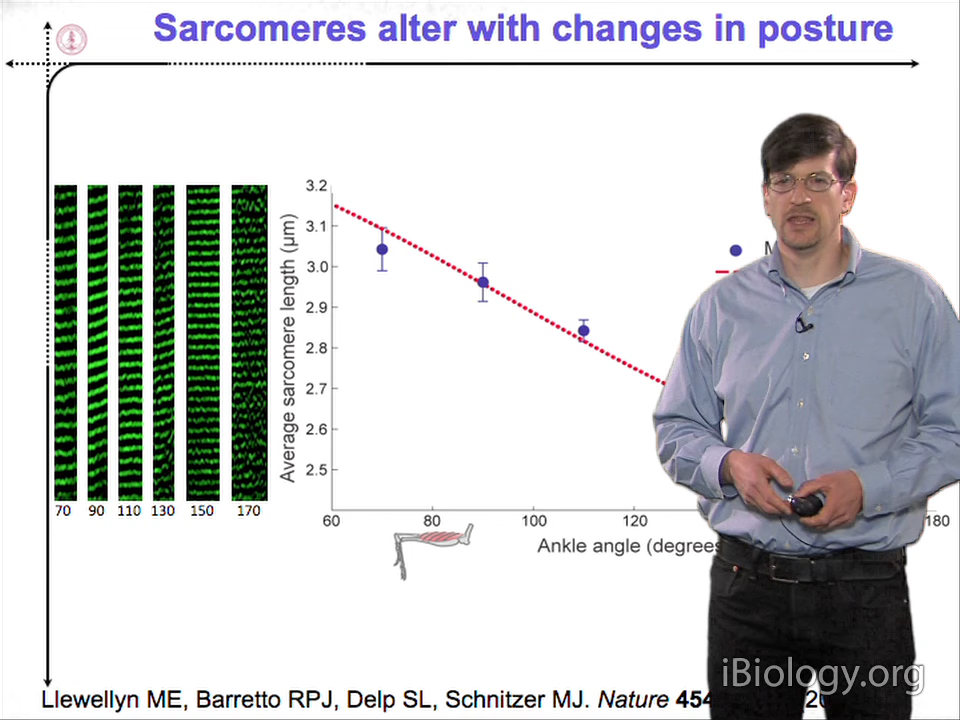 Sarcomeres alter with changes in posture
3.2
3.1
3.0
2.9
2.8
2.7
2.6
2.5
Average sarcomere length (μm)
70 90 110 130 150 170
60 80 100 120 180
Ankle angle (degrees
iBiology.org
Llewellyn ME, Barretto RPJ, Delp SL, Schnitzer MJ. Nature 454